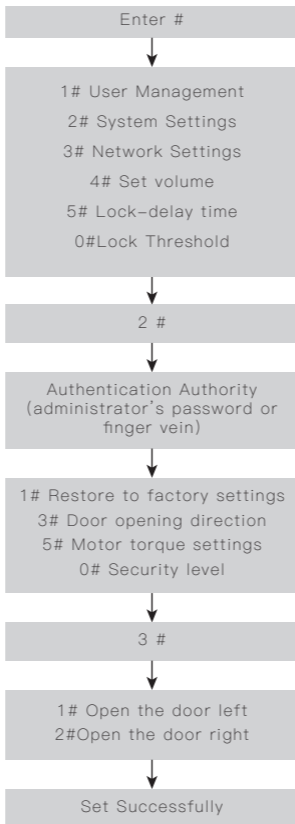 Enter #
1# User Management
2# System Settings
3# Network Settings
4# Set volume
5# Lock-delay time
0#Lock Threshold
2 #
Authentication Authority
(administrator's password or
finger vein)
1# Restore to factory settings
3# Door opening direction
5# Motor torque settings
0# Security level
3 #
1# Open the door left
2#Open the door right
Set Successfully